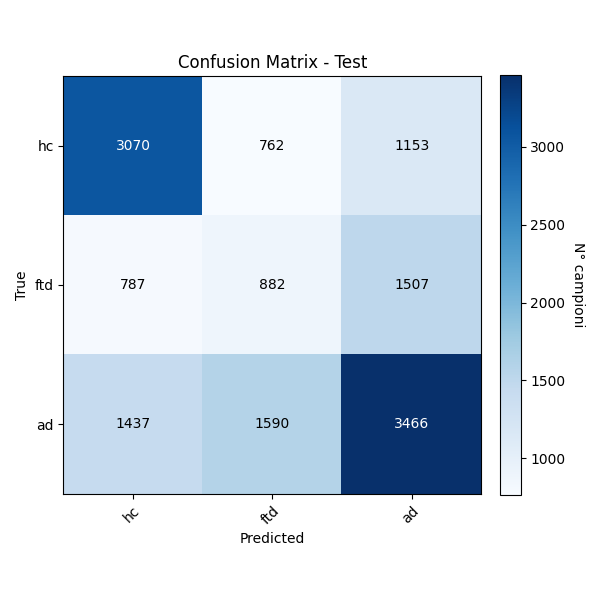 Confusion Matrix - Test
hc 3070 762 1153
ftd 787 882 1507
ad 1437 1590 3466
hc ftd ad
Predicted
True
3000
2500
2000
1500
1000
N° campioni